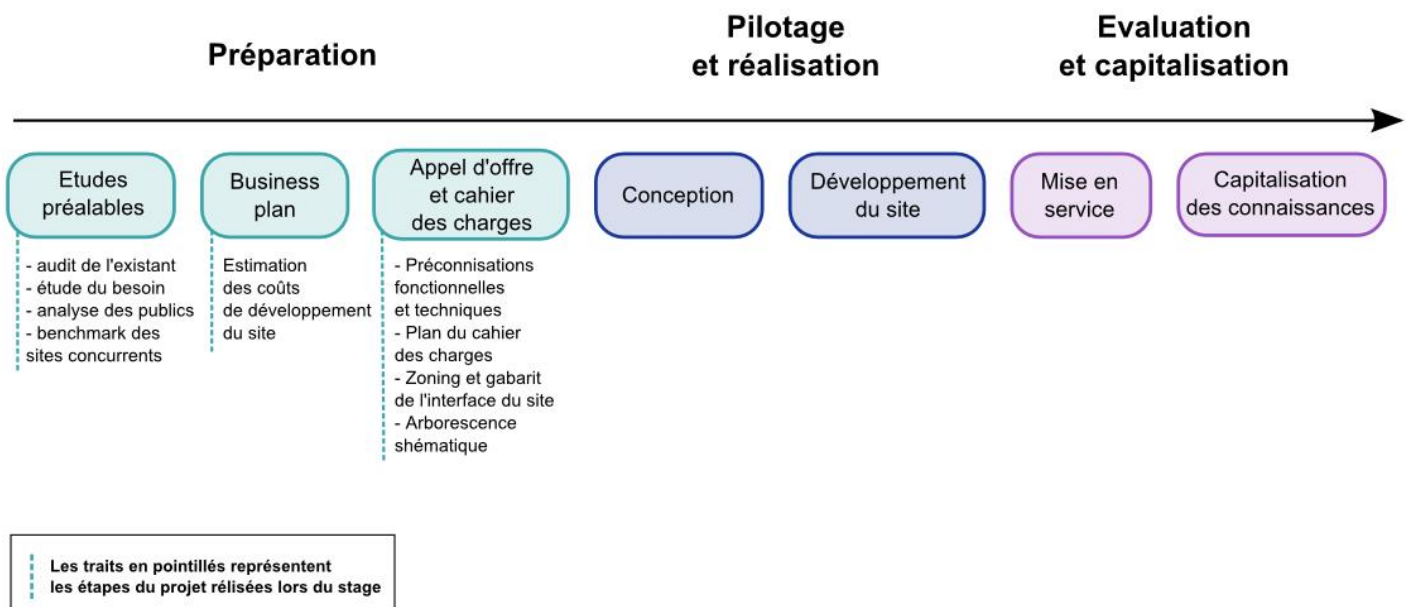 Préparation
Pilotage
et réalisation
Evaluation
et capitalisation
Etudes
préalables
Business
plan
Appel d'offre
et cahier
des charges
Conception
Développement
du site
Mise en
service
Capitalisation
des connaissances
- audit de l'existant
- étude du besoin
- analyse des publics
- benchmark des
sites concurrents
Estimation
des coûts
de développement
du site
- Préconnisations
fonctionnelles
et techniques
- Plan du cahier
des charges
- Zoning et gabarit
de l'interface du site
- Arborescence
shématique
Les traits en pointillés représentent
les étapes du projet rélisées lors du stage